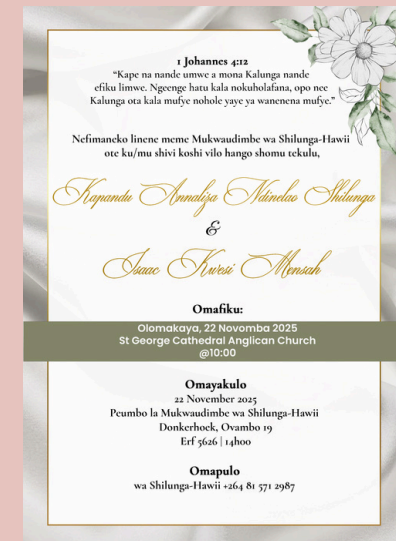 1 Johannes 4:12
“Kape na nande umwe a mona Kalunga nande
efiku limwe. Ngeenge hatu kala nokuholafana, opo nee
Kalunga ota kala mufye nohole yaye ya wanenena mufye.”
Nefimaneko linene meme Mukwaudimbe wa Shilunga-Hawii
ote ku/mu shivi koshi vilo hango shomu tekulu,
Kapandu Annaliza Ndinelao Shilunga
&
Isaac Kwesi Mensah
Omafiku:
Olomakaya, 22 Novomba 2025
St George Cathedral Anglican Church
@10:00
Omayakulo
22 November 2025
Peumbo la Mukwaudimbe wa Shilunga-Hawii
Donkerhoek, Ovambo 19
Erf 5626 | 14h00
Omapulo
wa Shilunga-Hawii +264 81 571 2987